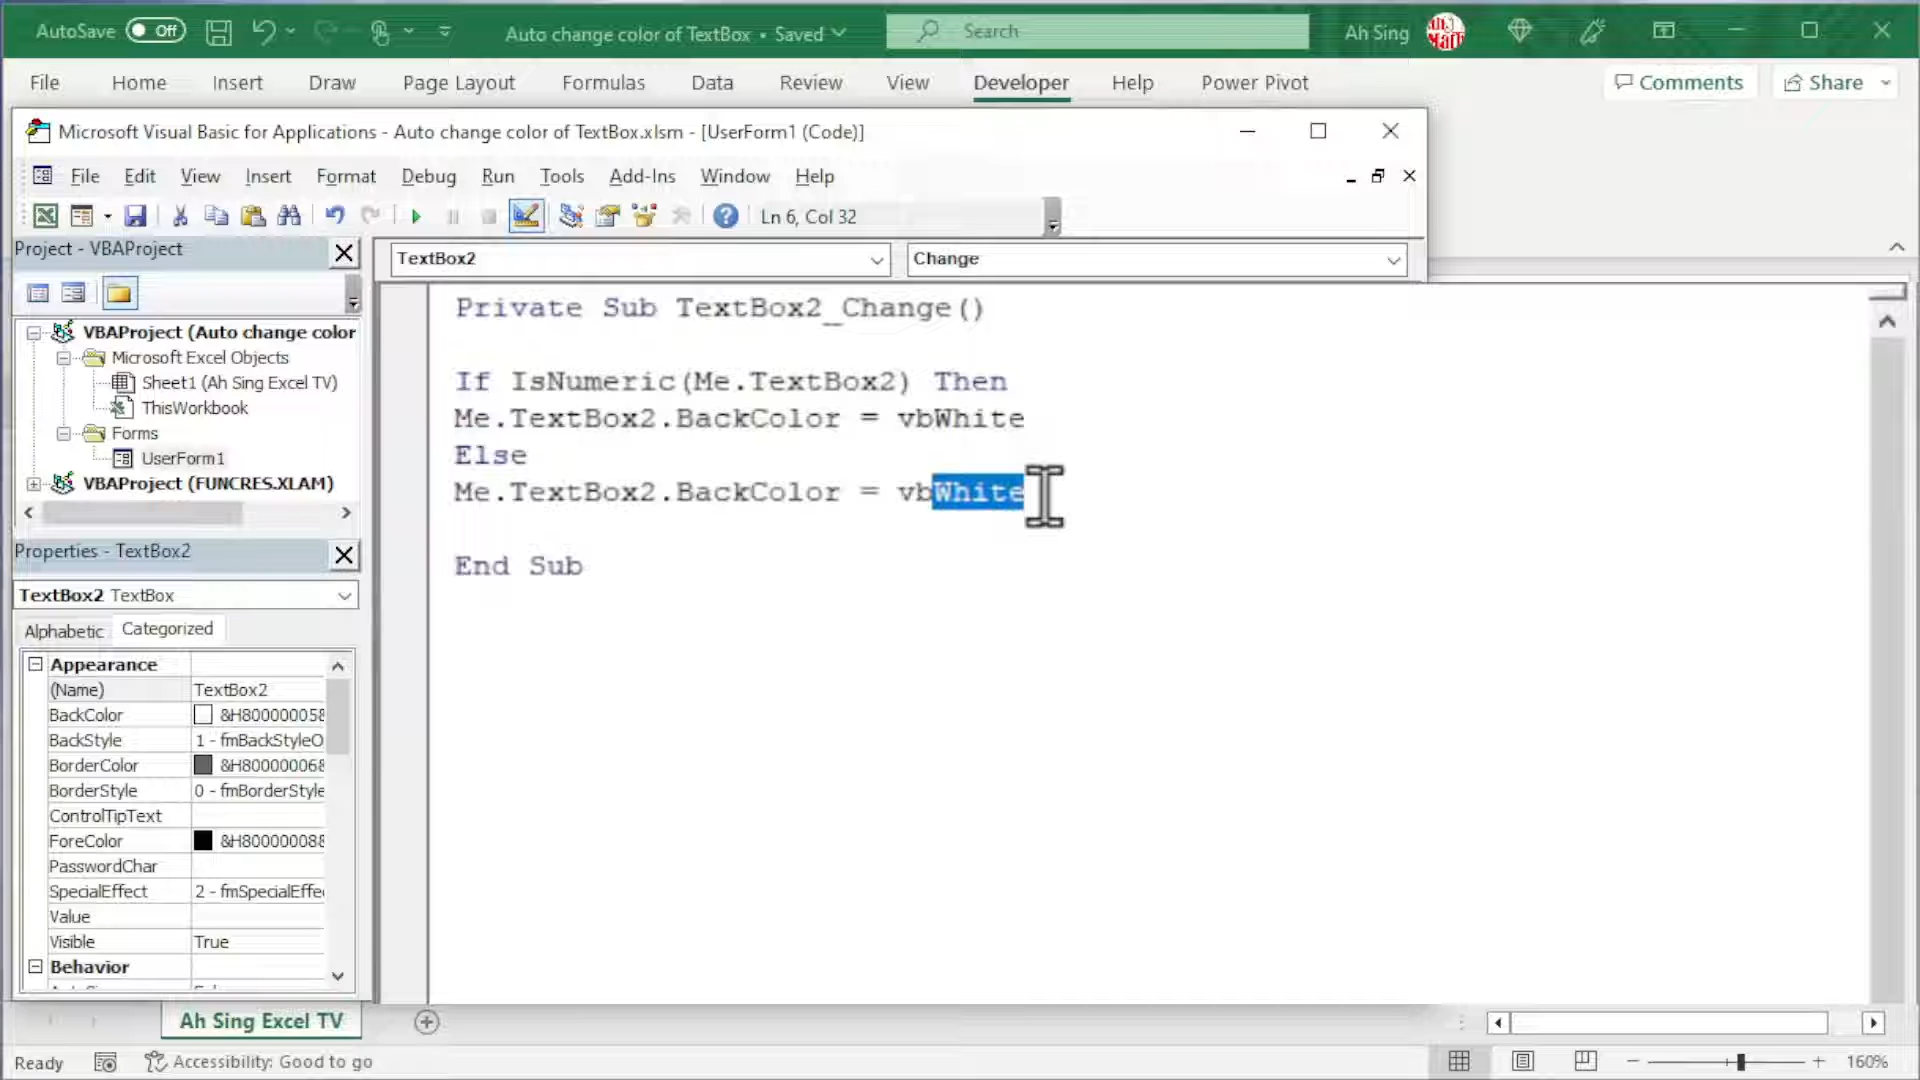 AutoSave Off
Auto change color of TextBox • Saved
Search
Ah Sing
File Home Insert Draw Page Layout Formulas Data Review View Developer Help Power Pivot
Comments Share
Microsoft Visual Basic for Applications - Auto change color of TextBox.xlsm - [UserForm1 (Code)]
File Edit View Insert Format Debug Run Tools Add-Ins Window Help
Ln 6, Col 32
Project - VBAProject
VBAProject (Auto change color
Microsoft Excel Objects
Sheet1 (Ah Sing Excel TV)
ThisWorkbook
Forms
UserForm1
VBAProject (FUNCRES.XLAM)
Properties - TextBox2
TextBox2 TextBox
Alphabetic Categorized
Appearance
(Name) TextBox2
BackColor &H80000005&
BackStyle 1 - fmBackStyleO
BorderColor &H80000006&
BorderStyle 0 - fmBorderStyle
ControlTipText
ForeColor &H80000008&
PasswordChar
SpecialEffect 2 - fmSpecialEffe
Value
Visible True
Behavior
TextBox2
Change
Private Sub TextBox2_Change()
If IsNumeric(Me.TextBox2) Then
Me.TextBox2.BackColor = vbWhite
Else
Me.TextBox2.BackColor = vbWhite
End Sub
Ah Sing Excel TV
Ready
Accessibility: Good to go
160%